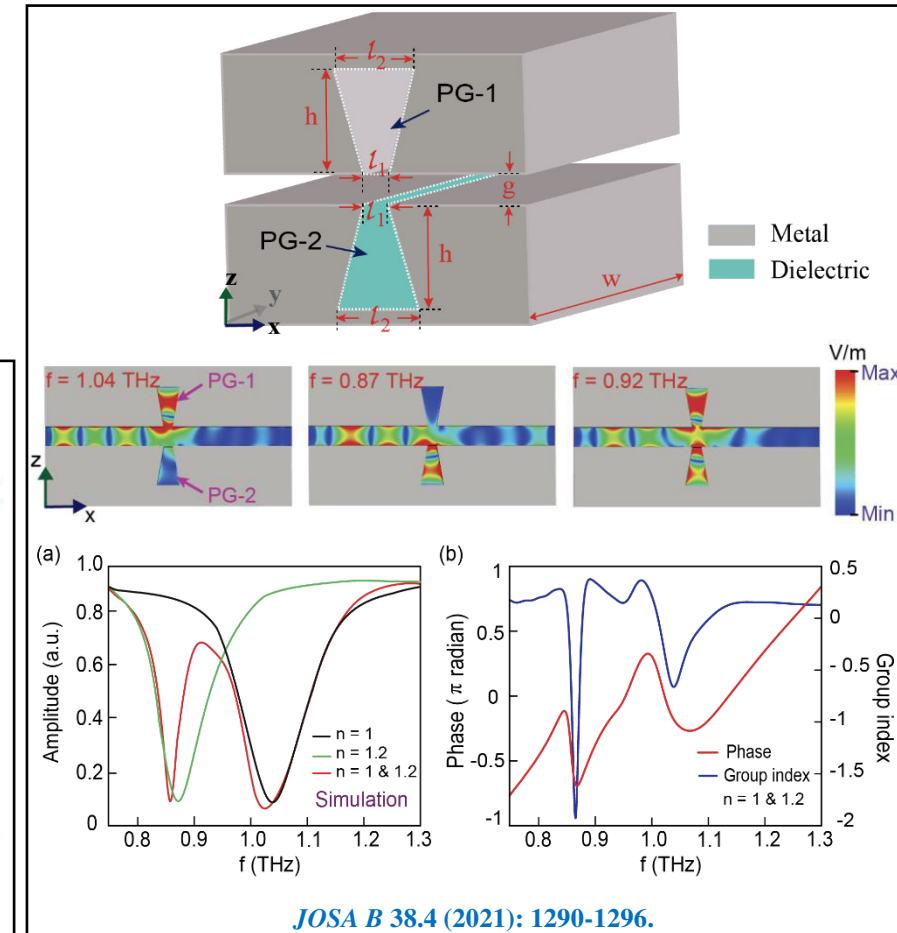 l₂
PG-1
h
l₁
g
l₁
PG-2
h
Metal
Dielectric
w
z
y
x
l₂
V/m
f = 1.04 THz
PG-1
f = 0.87 THz
f = 0.92 THz
Max
z
PG-2
x
Min
(a)
(b)
1.0
0.8
0.6
0.4
0.2
0
Amplitude (a.u.)
n = 1
n = 1.2
n = 1 & 1.2
Simulation
0.8 0.9 1.0 1.1 1.2 1.3
f (THz)
1
0.5
0
-0.5
-1
Phase (π radian)
0.5
0
-0.5
-1
-1.5
-2
Group index
Phase
Group index
n = 1 & 1.2
0.8 0.9 1.0 1.1 1.2 1.3
f (THz)
JOSA B 38.4 (2021): 1290-1296.